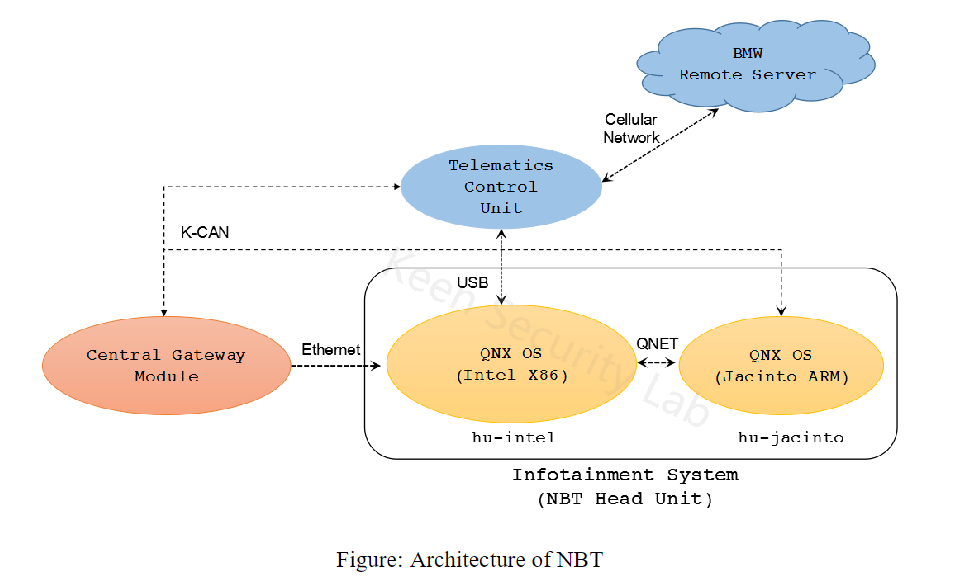 BMW
Remote Server
Cellular
Network
Telematics
Control
Unit
K-CAN
USB
Keen Security Lab
Central Gateway
Module
Ethernet
QNX OS
(Intel X86)
QNET
QNX OS
(Jacinto ARM)
hu-intel
hu-jacinto
Infotainment System
(NBT Head Unit)
Figure: Architecture of NBT